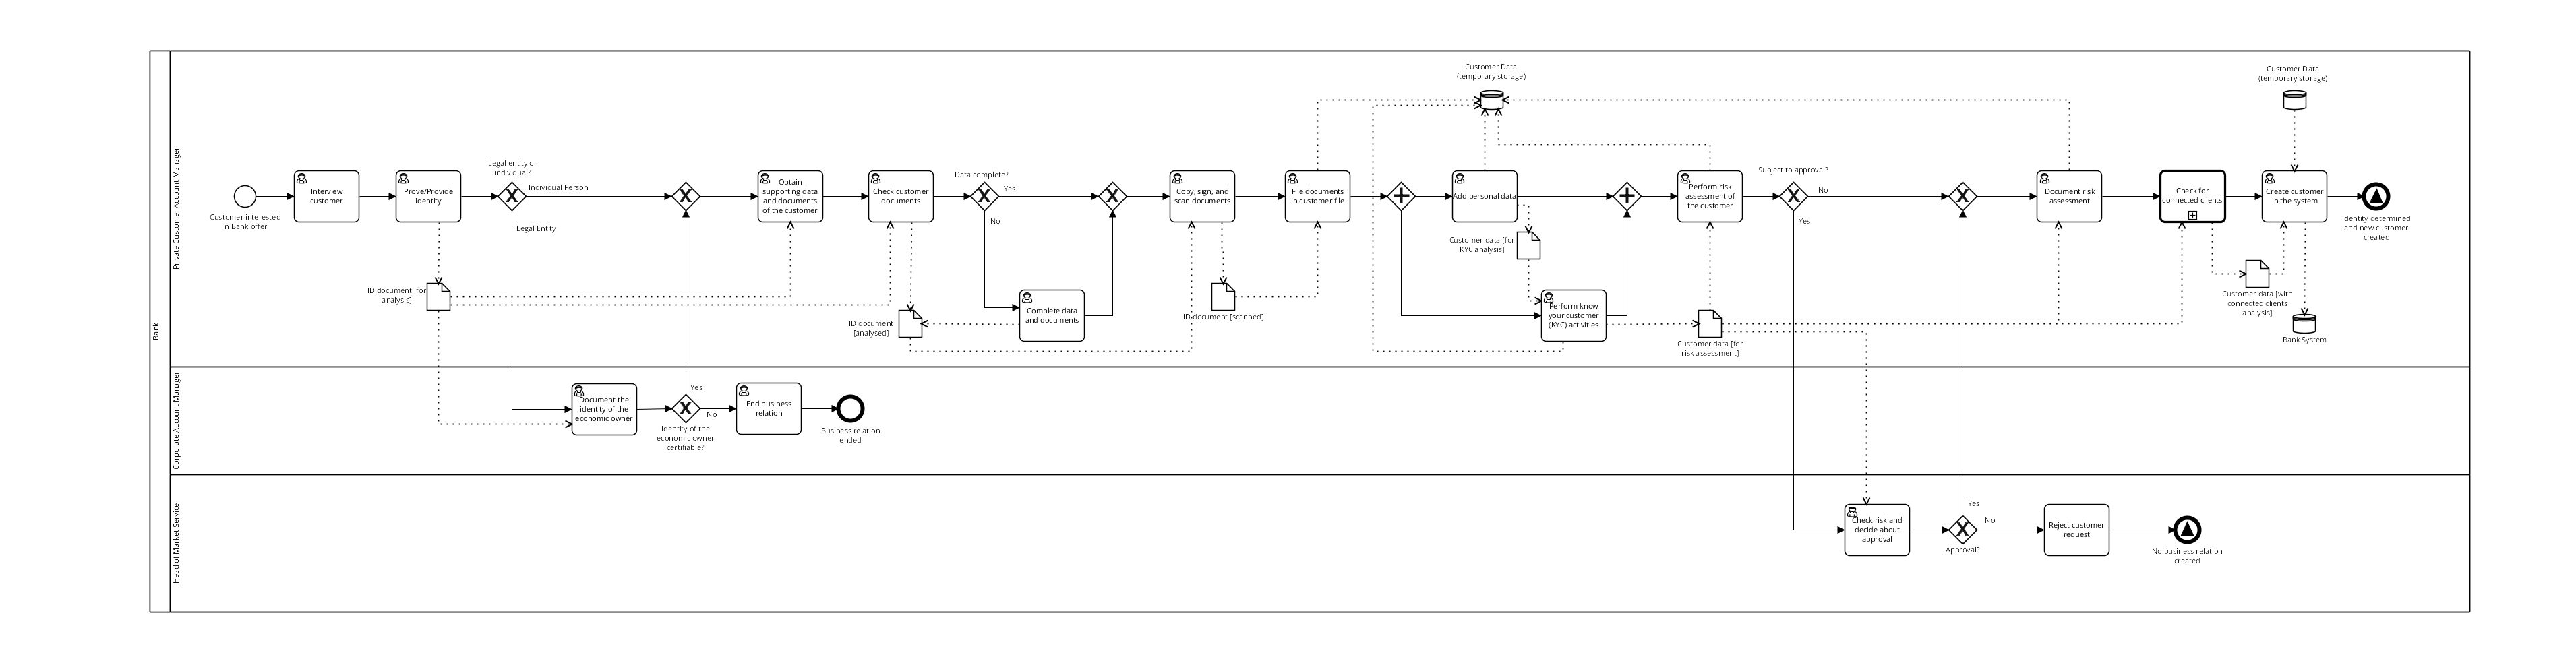 Bank
Private Customer Account Manager
Customer interested
in Bank offer
Interview
customer
Prove/Provide
identity
Legal entity or
individual?
Individual Person
Legal Entity
ID document [for
analysis]
Obtain
supporting data
and documents
of the customer
Check customer
documents
Data complete?
Yes
No
ID document
[analysed]
Complete data
and documents
Copy, sign, and
scan documents
ID document [scanned]
File documents
in customer file
Customer Data
(temporary storage)
Add personal data
Customer data [for
KYC analysis]
Perform know
your customer
(KYC) activities
Perform risk
assessment of
the customer
Customer data [for
risk assessment]
Subject to approval?
No
Yes
Document risk
assessment
Check for
connected clients
Customer data [with
connected clients
analysis]
Customer Data
(temporary storage)
Create customer
in the system
Bank System
Identity determined
and new customer
created
Corporate Account Manager
Document the
identity of the
economic owner
Yes
No
Identity of the
economic owner
certifiable?
End business
relation
Business relation
ended
Head of Market Service
Check risk and
decide about
approval
Yes
No
Approval?
Reject customer
request
No business relation
created